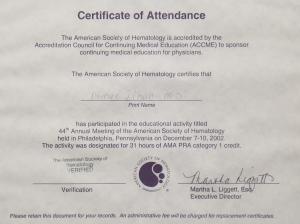 Certificate of Attendance
The American Society of Hematology is accredited by the
Accreditation Council for Continuing Medical Education (ACCME) to sponsor
continuing medical education for physicians.
The American Society of Hematology certifies that
Print Name
has participated in the educational activity titled
44th Annual Meeting of the American Society of Hematology
held in Philadelphia, Pennsylvania on December 7-10, 2002.
The activity was designated for 31 hours of AMA PRA category 1 credit.
The American Society of
Hematology
VERIFIED
Verification
Martha Liggett
Martha L. Liggett, Esq.
Executive Director
Please retain this document for your records. An administrative fee will be charged for replacement certificates.